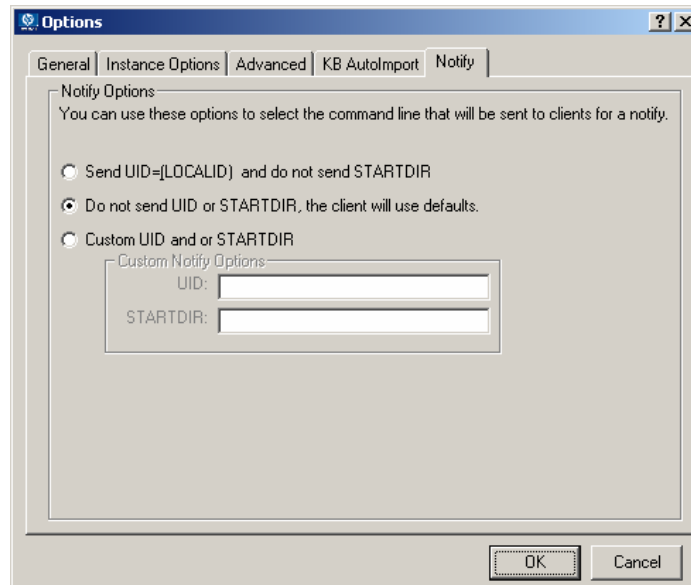 Options
General Instance Options Advanced KB AutoImport Notify
Notify Options
You can use these options to select the command line that will be sent to clients for a notify.
Send UID=[LOCALID) and do not send STARTDIR
Do not send UID or STARTDIR, the client will use defaults.
Custom UID and or STARTDIR
Custom Notify Options
UID:
STARTDIR:
OK Cancel